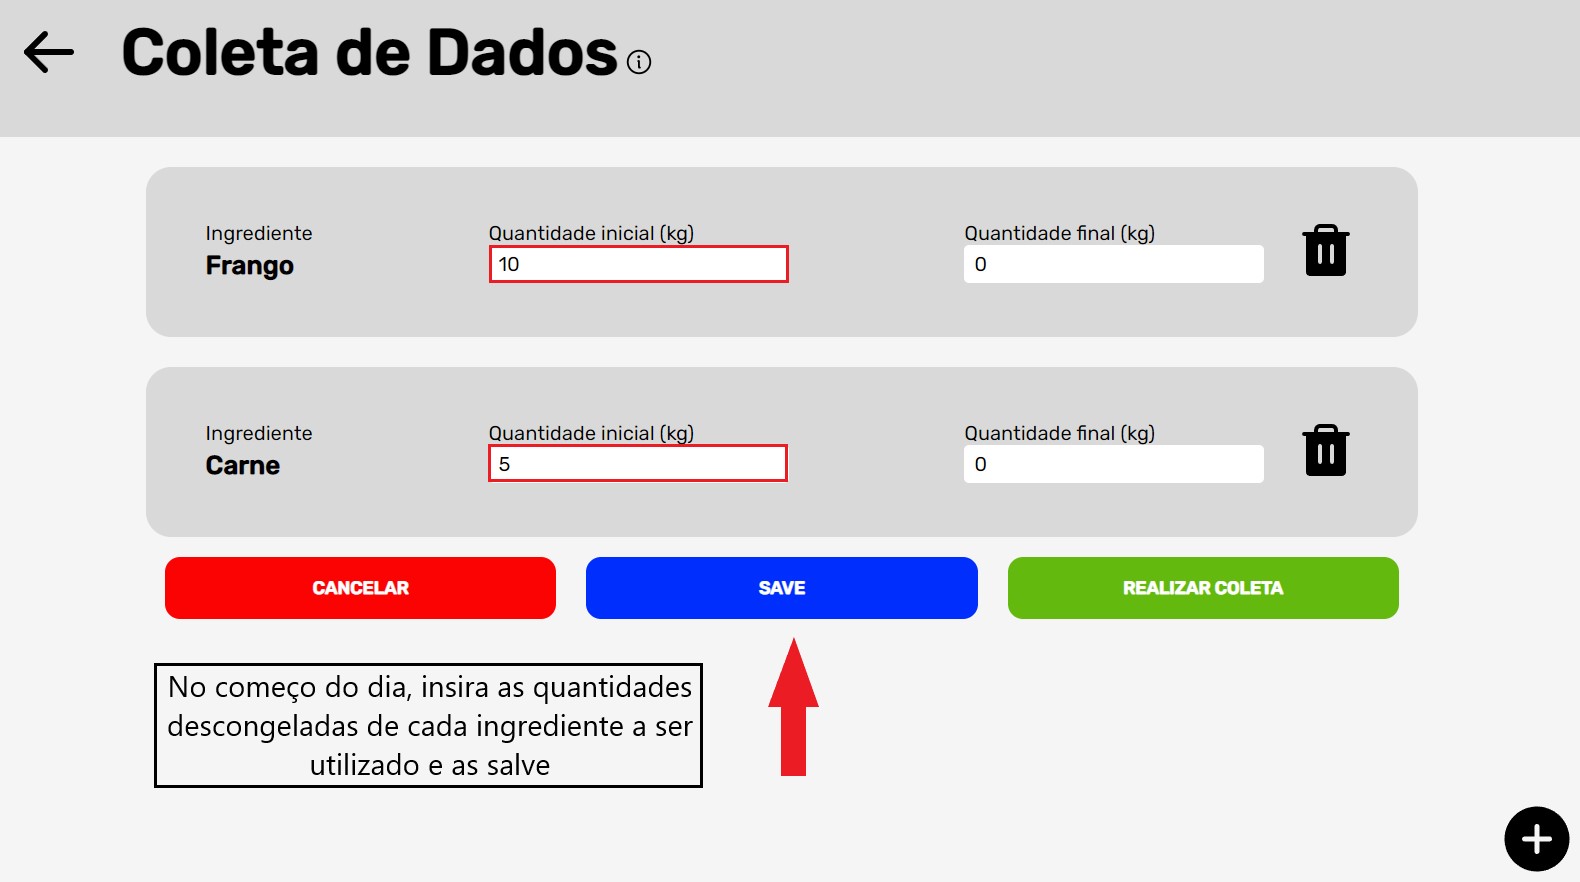 Coleta de Dados
Ingrediente
Frango
Quantidade inicial (kg)
10
Quantidade final (kg)
0
Ingrediente
Carne
Quantidade inicial (kg)
5
Quantidade final (kg)
0
CANCELAR
SAVE
REALIZAR COLETA
No começo do dia, insira as quantidades
descongeladas de cada ingrediente a ser
utilizado e as salve